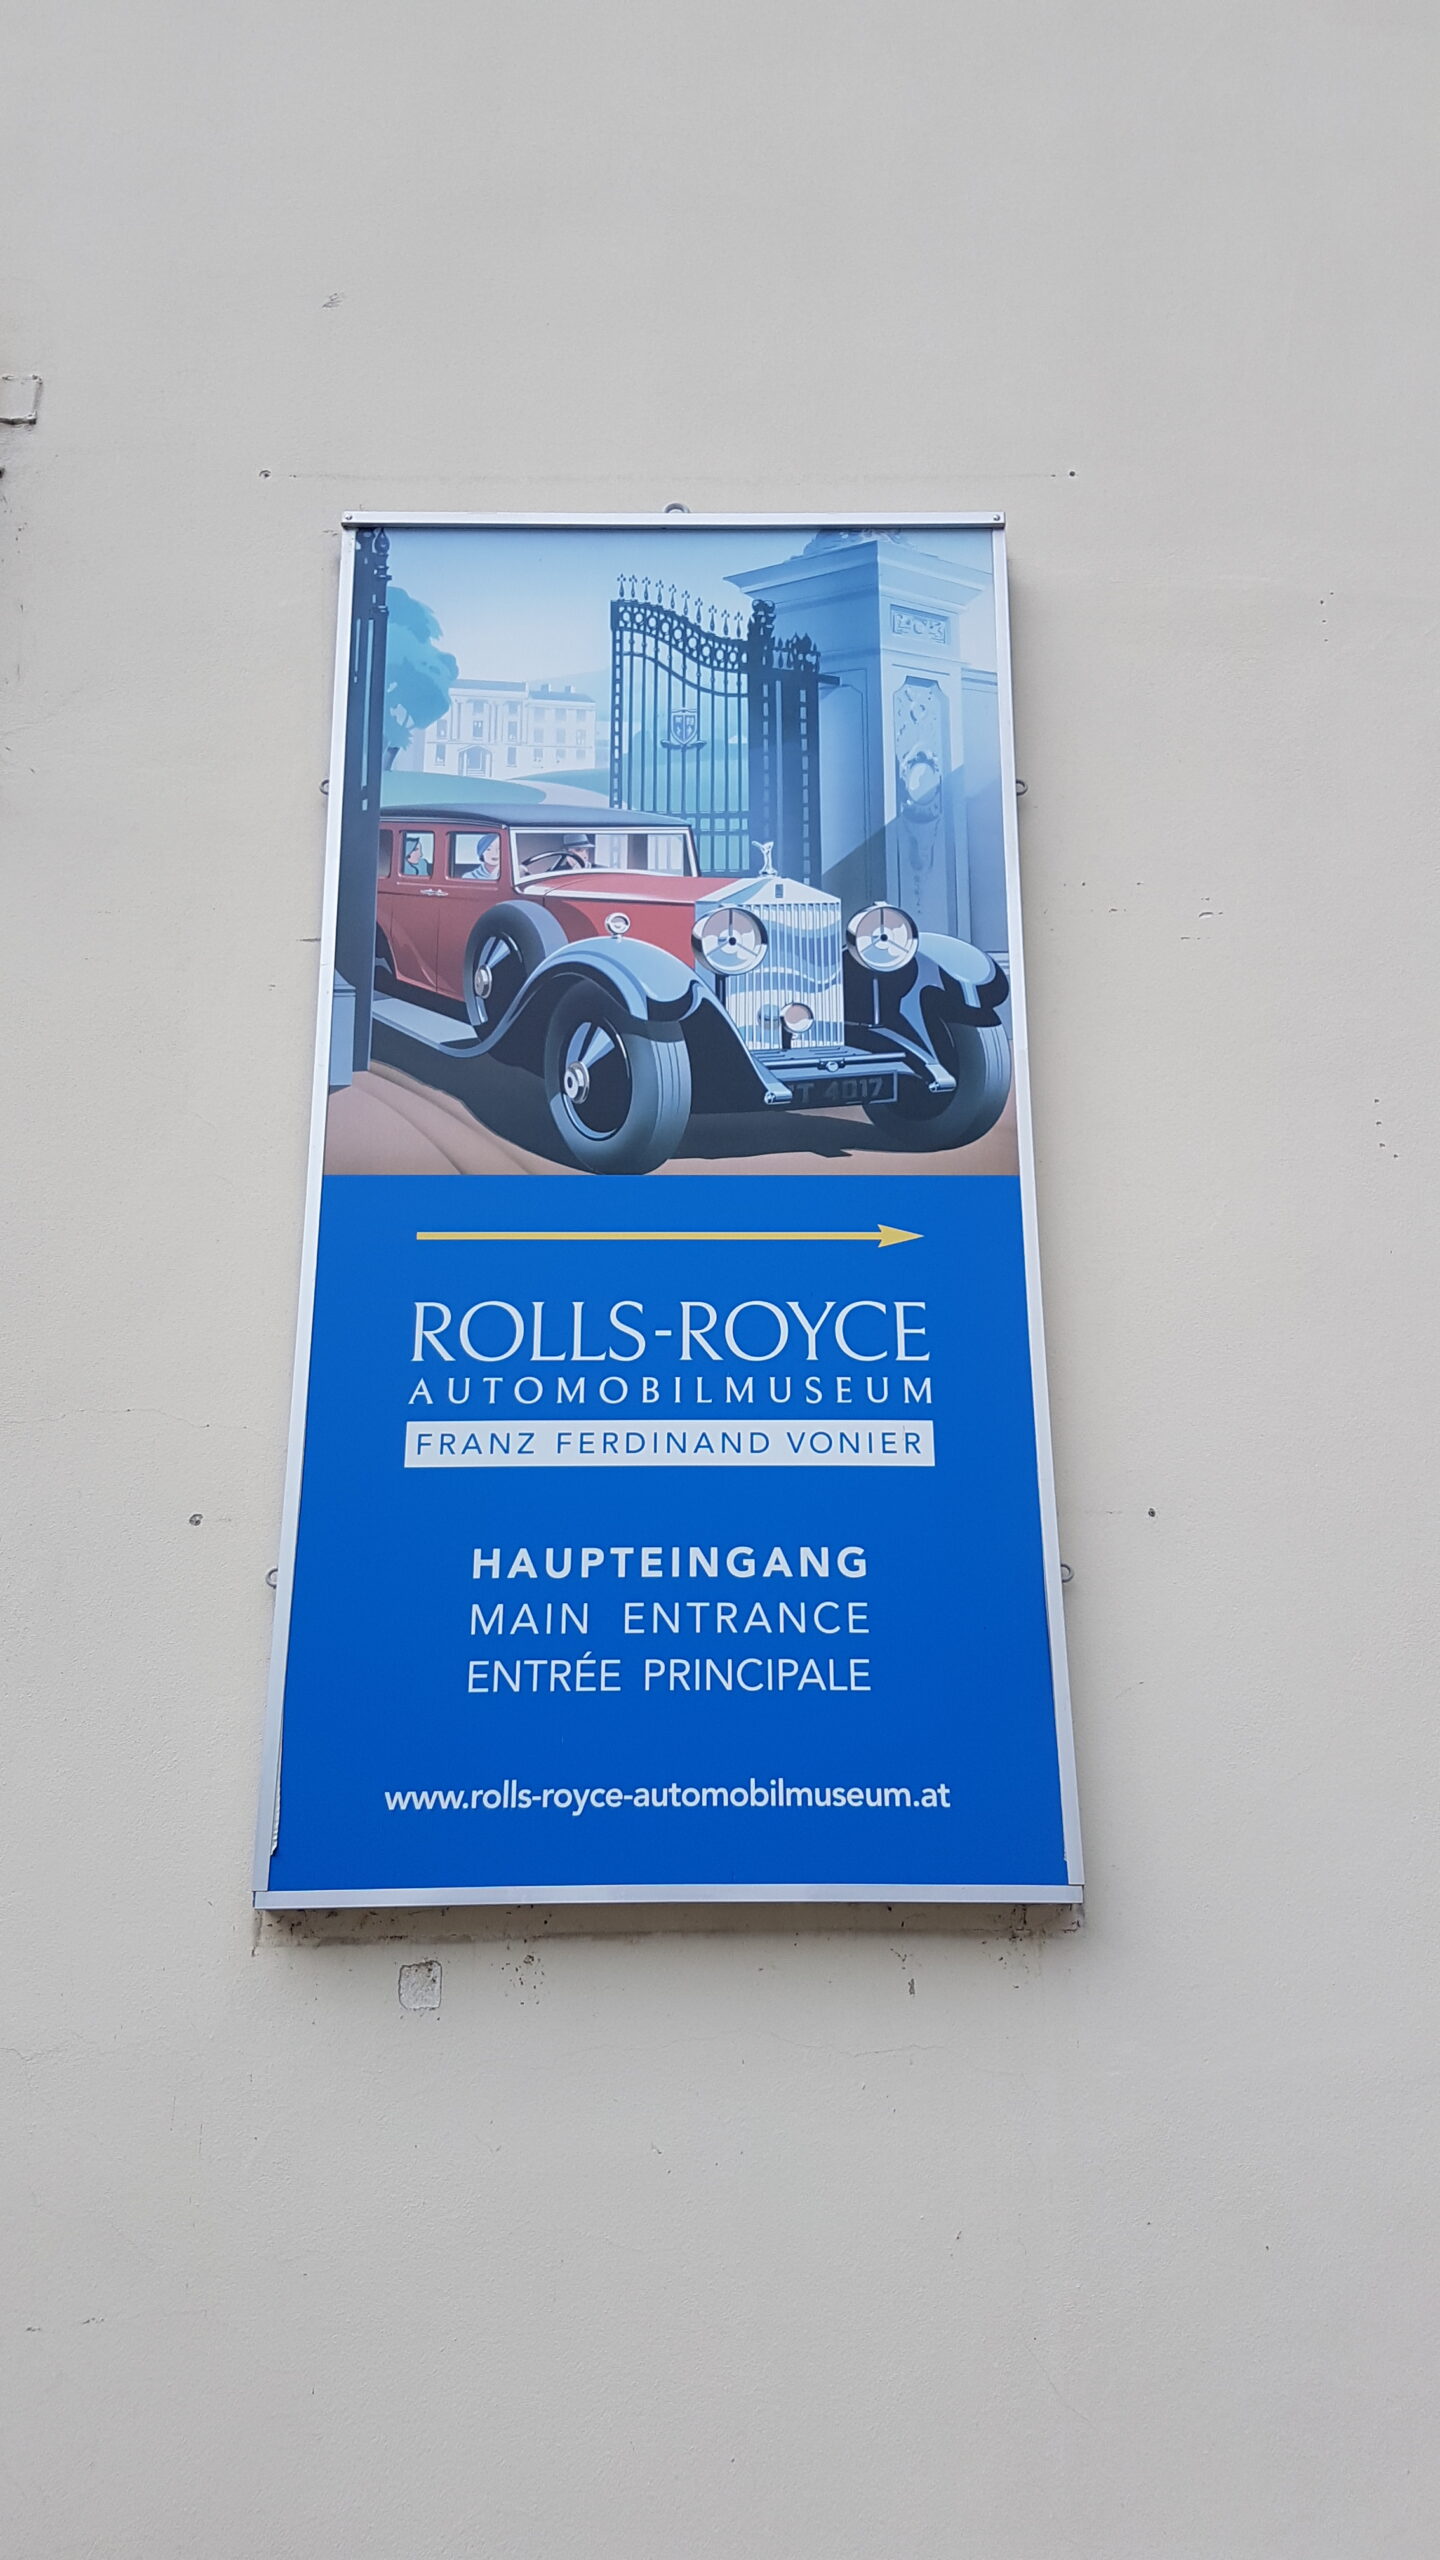 T 4017
ROLLS-ROYCE
AUTOMOBILMUSEUM
FRANZ FERDINAND VONIER
HAUPTEINGANG
MAIN ENTRANCE
ENTRÉE PRINCIPALE
www.rolls-royce-automobilmuseum.at